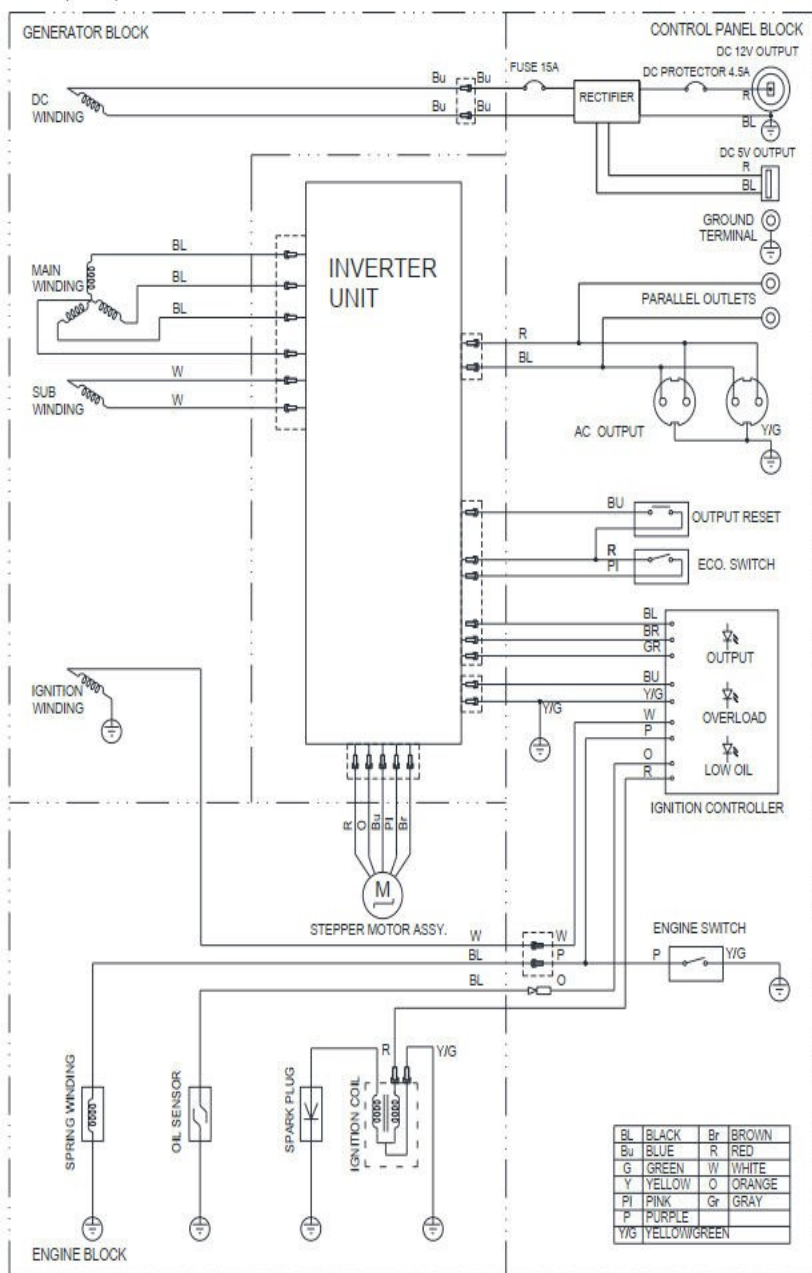 GENERATOR BLOCK
CONTROL PANEL BLOCK
DC 12V OUTPUT
FUSE 15A
DC PROTECTOR 4.5A
Bu
Bu
RECTIFIER
R
DC
WINDING
Bu
Bu
BL
DC 5V OUTPUT
R
BL
GROUND
TERMINAL
BL
INVERTER
UNIT
MAIN
WINDING
BL
BL
PARALLEL OUTLETS
R
BL
W
SUB
WINDING
W
AC OUTPUT
Y/G
BU
OUTPUT RESET
R
PI
ECO. SWITCH
BL
BR
GR
OUTPUT
BU
Y/G
Y/G
OVERLOAD
W
P
O
LOW OIL
R
IGNITION CONTROLLER
IGNITION
WINDING
R
O
Bu
PI
Br
M
STEPPER MOTOR ASSY.
W
W
ENGINE SWITCH
BL
P
P
Y/G
BL
O
R
Y/G
SPRING WINDING
OIL SENSOR
SPARK PLUG
IGNITION COIL
BL BLACK Br BROWN
Bu BLUE R RED
G GREEN W WHITE
Y YELLOW O ORANGE
PI PINK Gr GRAY
P PURPLE
Y/G YELLOW/GREEN
ENGINE BLOCK